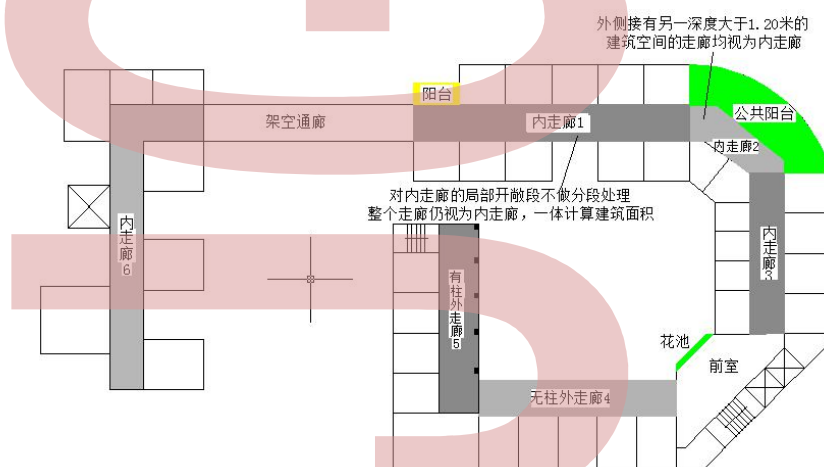 外侧接有另一深度大于1.20米的
建筑空间的走廊均视为内走廊
阳台
架空通廊
内走廊1
公共阳台
内走廊2
对内走廊的局部开敞段不做分段处理
整个走廊仍视为内走廊，一体计算建筑面积
内走廊6
内走廊3
有柱外走廊5
花池
前室
无柱外走廊4